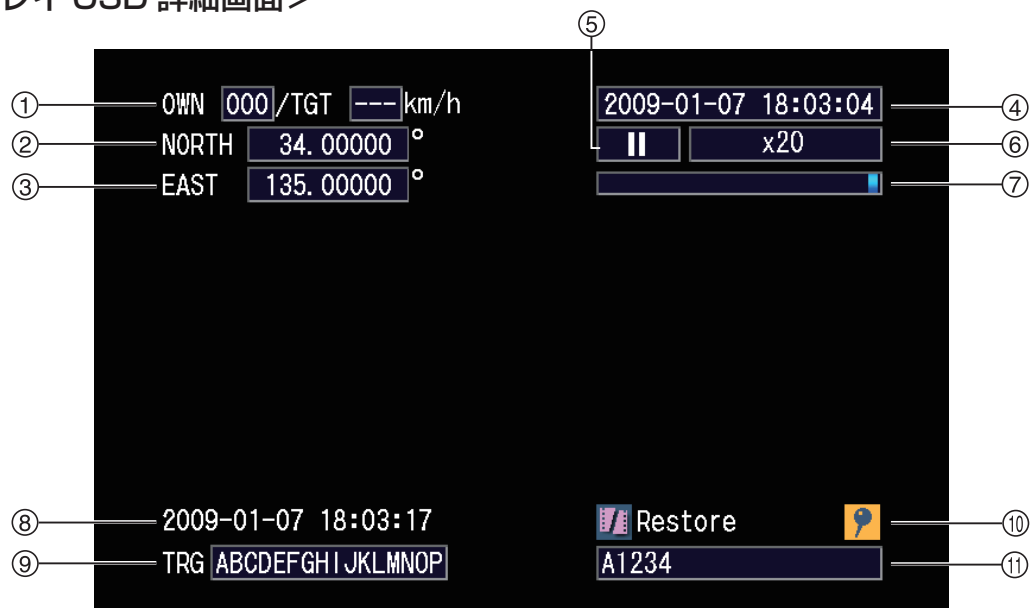 レイ OSD 詳細画面>
⑤
① OWN 000/TGT ---km/h 2009-01-07 18:03:04 ④
② NORTH 34.00000° x20 ⑥
③ EAST 135.00000° ⑦
⑧ 2009-01-07 18:03:17 Restore ⑩
⑨ TRG ABCDEFGHIJKLMNOP A1234 ⑪